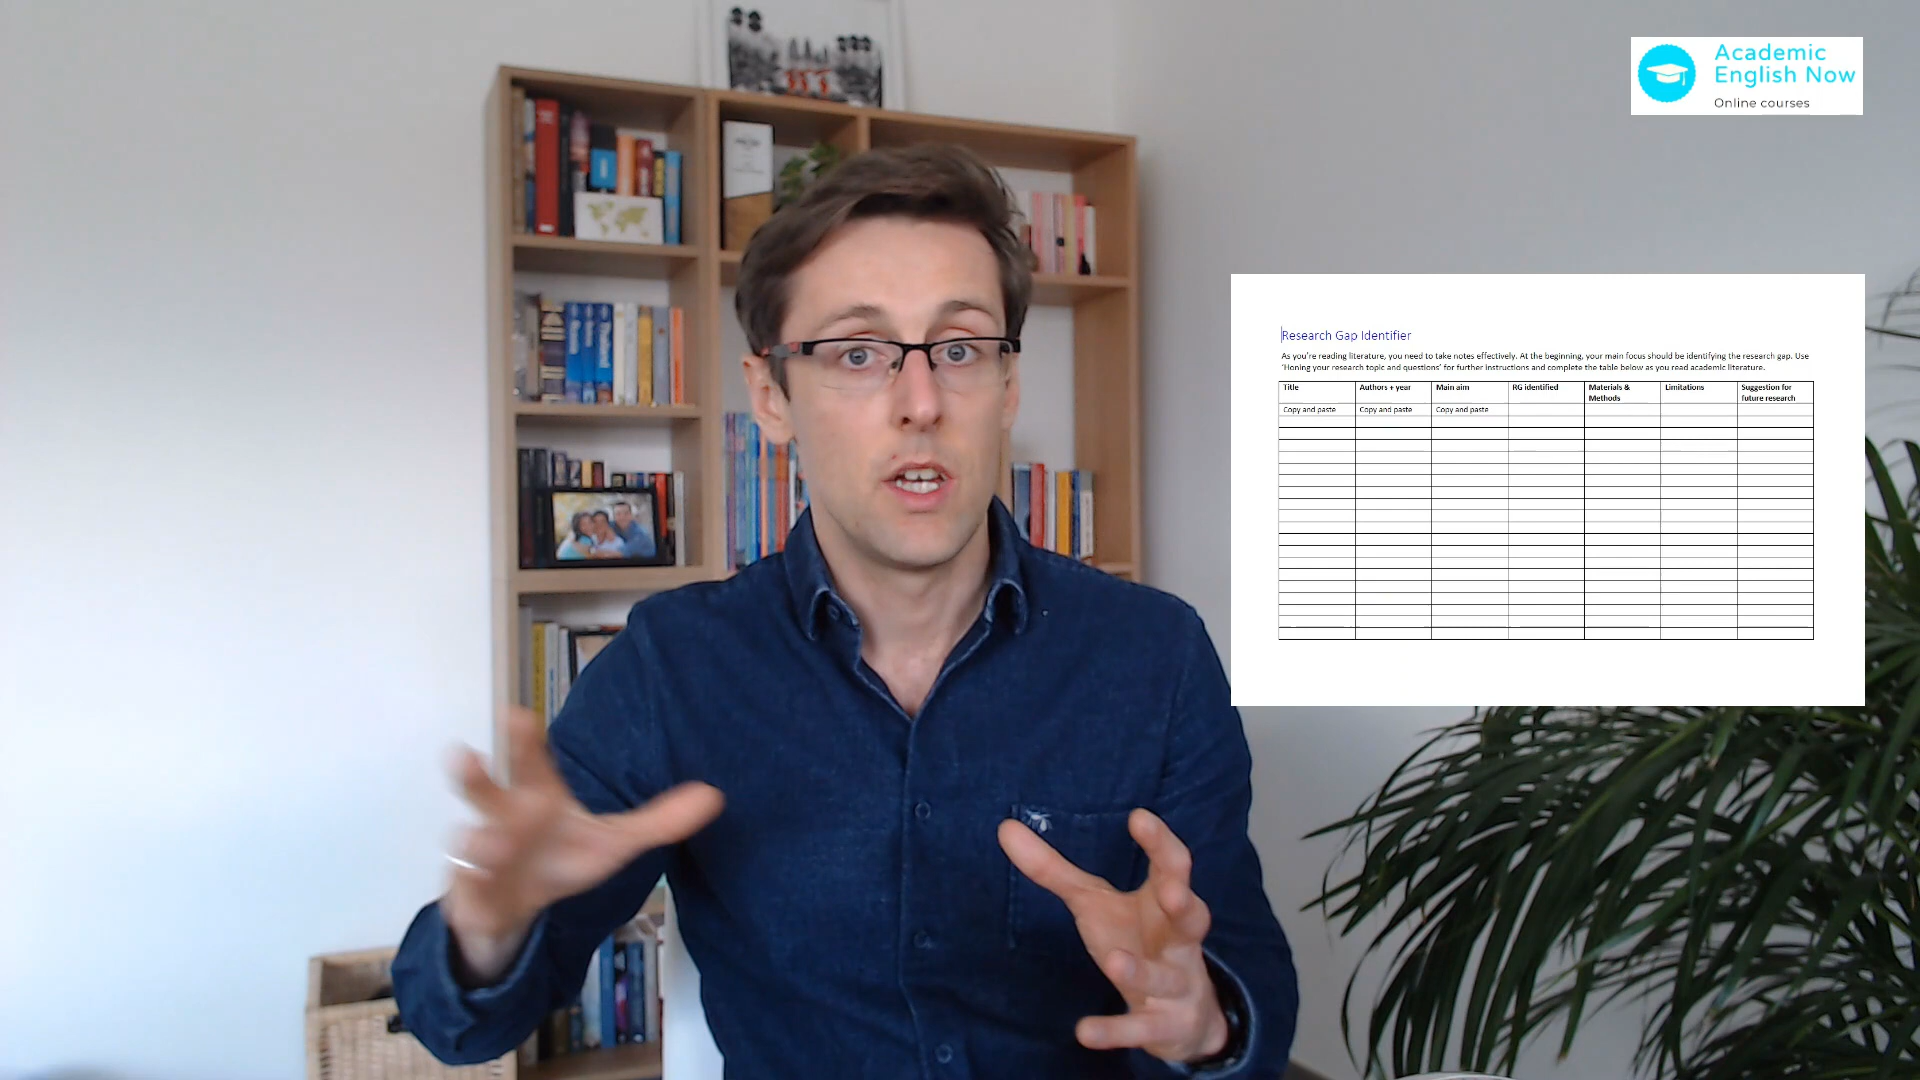 Academic
English Now
Online courses
Research Gap Identifier
As you're reading literature, you need to take notes effectively. At the beginning, your main focus should be identifying the research gap. Use
'Honing your research topic and questions' for further instructions and complete the table below as you read academic literature.
Title Authors + year Main aim RG identified Materials & Methods Limitations Suggestion for future research
Copy and paste Copy and paste Copy and paste